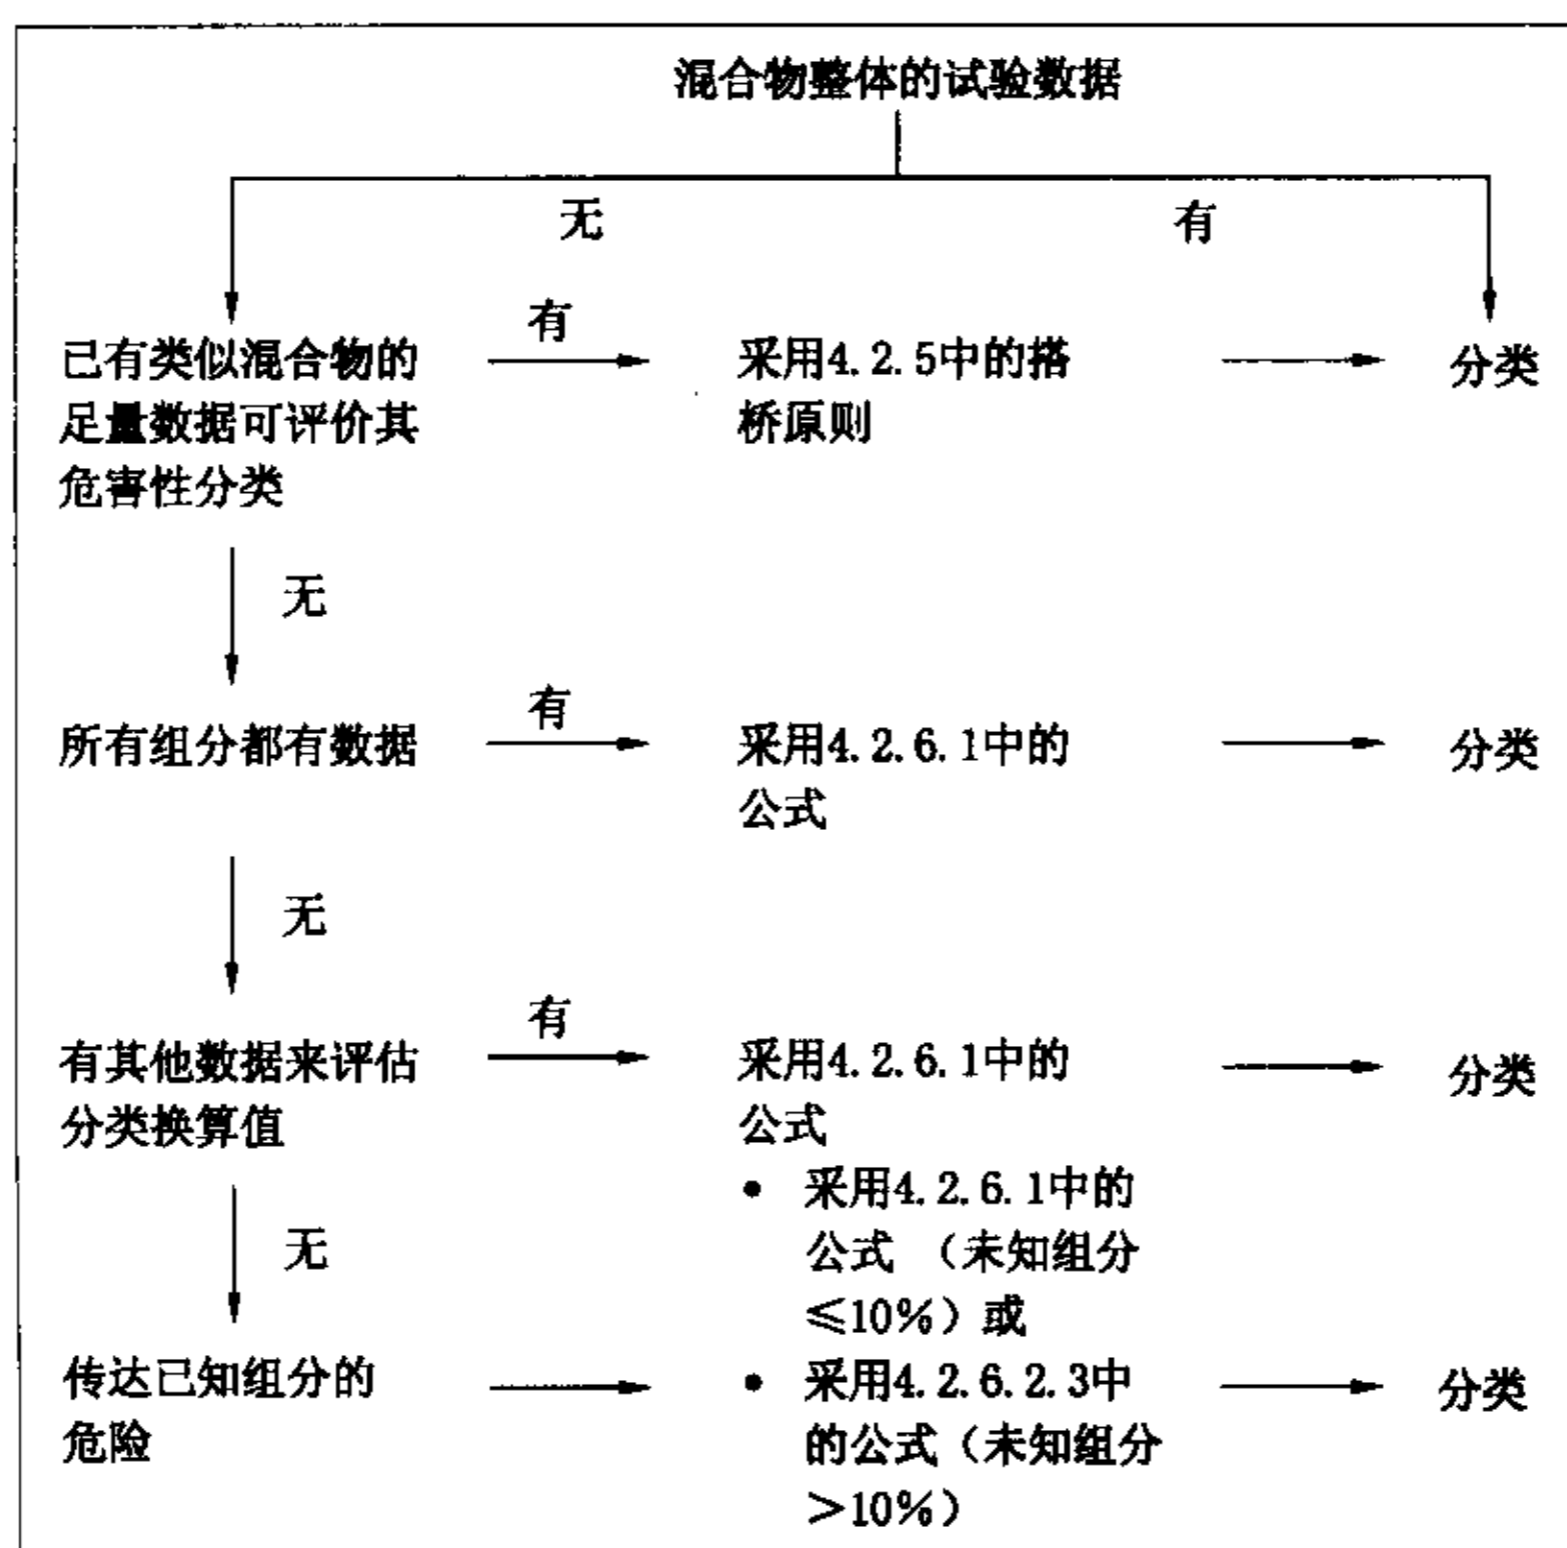 混合物整体的试验数据
无
有
已有类似混合物的
足量数据可评价其
危害性分类
有
采用4.2.5中的搭
桥原则
分类
无
所有组分都有数据
有
采用4.2.6.1中的
公式
分类
无
有其他数据来评估
分类换算值
有
采用4.2.6.1中的
公式
分类
无
传达已知组分的
危险
• 采用4.2.6.1中的
公式 （未知组分
≤10%）或
• 采用4.2.6.2.3中
的公式（未知组分
>10%）
分类